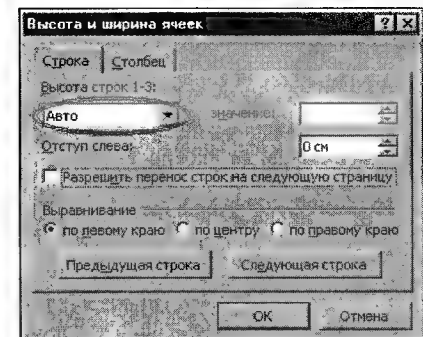 Высота и ширина ячеек ? ×
Строка Столбец
Высота строк 1-3:
Авто значение:
Отступ слева: 0 см
Разрешить перенос строк на следующую страницу
Выравнивание
по левому краю по центру по правому краю
Предыдущая строка Следующая строка
ОК Отмена